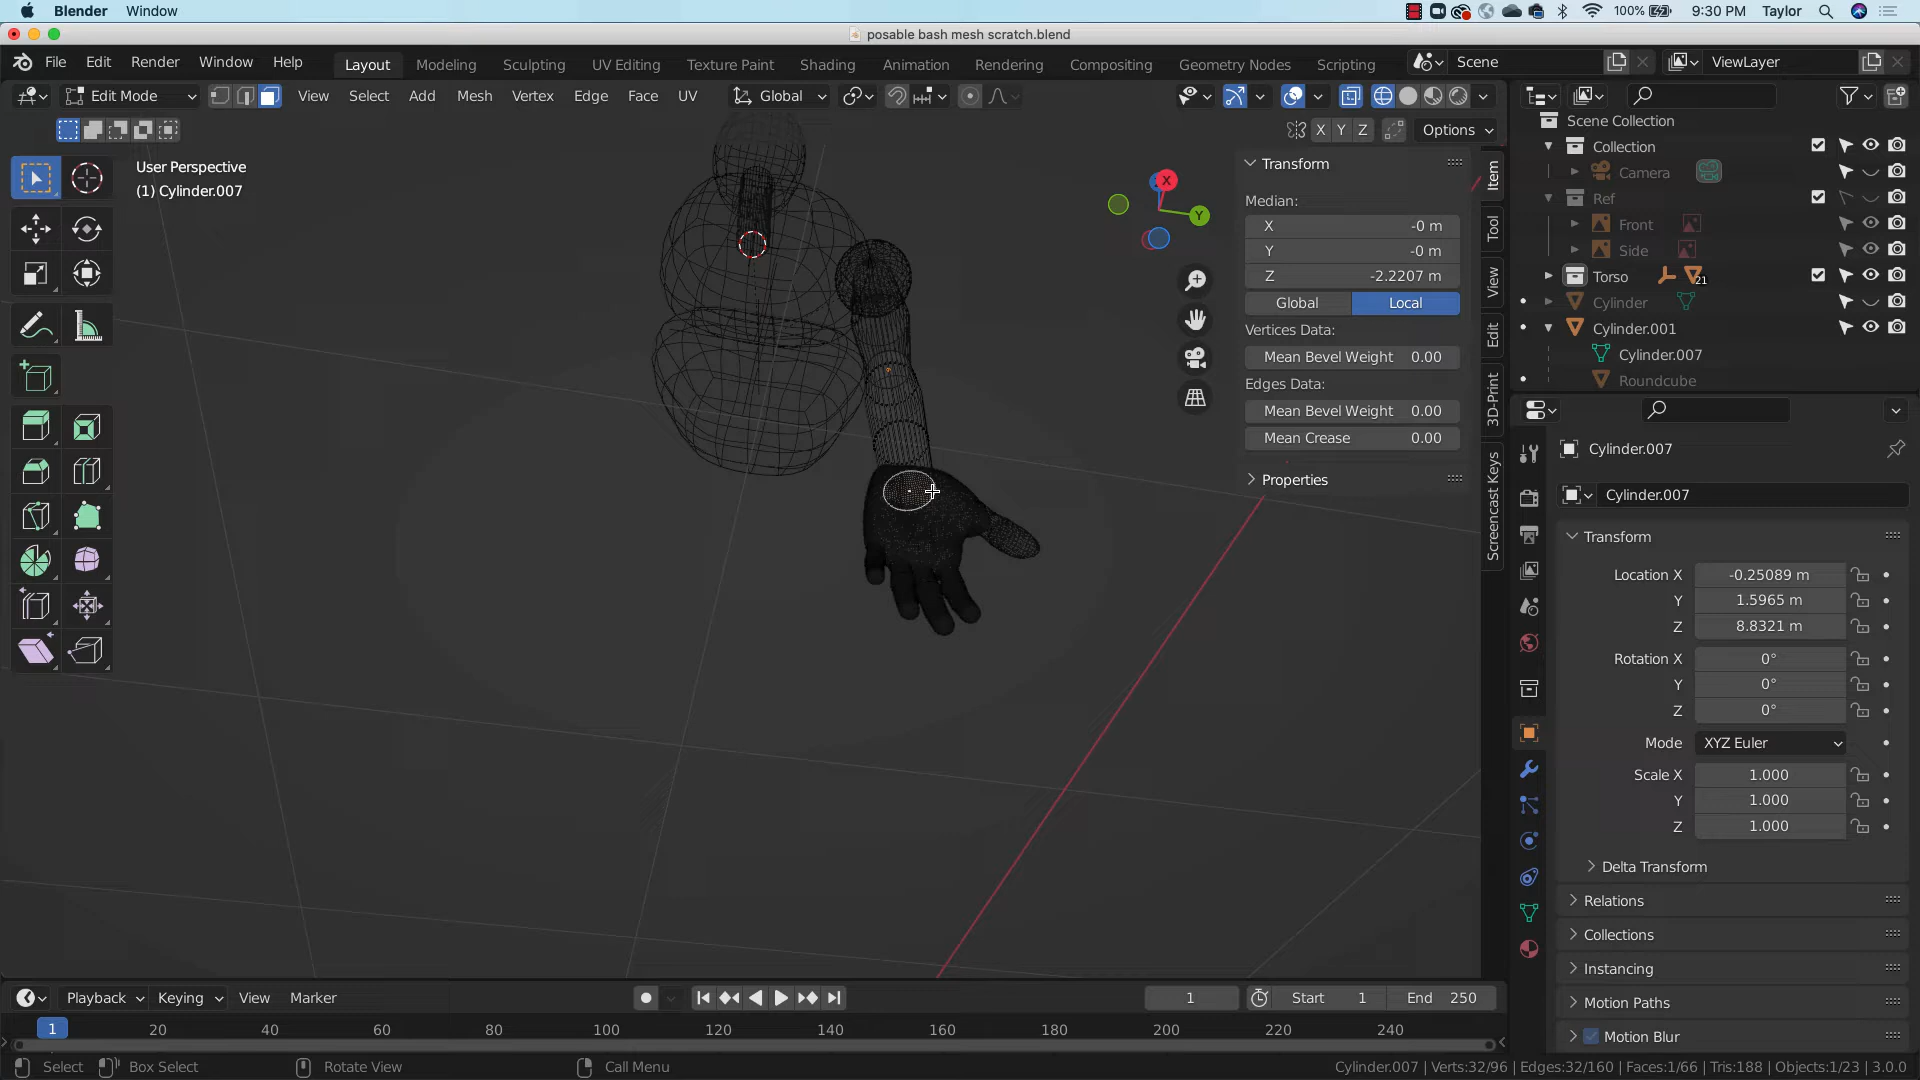 Blender Window 100% 9:30 PM Taylor
posable bash mesh scratch.blend
File Edit Render Window Help Layout Modeling Sculpting UV Editing Texture Paint Shading Animation Rendering Compositing Geometry Nodes Scripting Scene ViewLayer
Edit Mode View Select Add Mesh Vertex Edge Face UV Global
X Y Z Options
User Perspective
(1) Cylinder.007
X
Y
Transform
Median:
X -0 m
Y -0 m
Z -2.2207 m
Global Local
Vertices Data:
Mean Bevel Weight 0.00
Edges Data:
Mean Bevel Weight 0.00
Mean Crease 0.00
Properties
Item
Tool
View
Edit
3D-Print
Screencast Keys
Scene Collection
Collection
Camera
Ref
Front
Side
Torso 21
Cylinder
Cylinder.001
Cylinder.007
Roundcube
Cylinder.007
Cylinder.007
Transform
Location X -0.25089 m
Y 1.5965 m
Z 8.8321 m
Rotation X 0°
Y 0°
Z 0°
Mode XYZ Euler
Scale X 1.000
Y 1.000
Z 1.000
Delta Transform
Relations
Collections
Instancing
Motion Paths
Motion Blur
Playback Keying View Marker 1 Start 1 End 250
1 20 40 60 80 100 120 140 160 180 200 220 240
Select Box Select Rotate View Call Menu Cylinder.007 | Verts:32/96 | Edges:32/160 | Faces:1/66 | Tris:188 | Objects:1/23 | 3.0.0